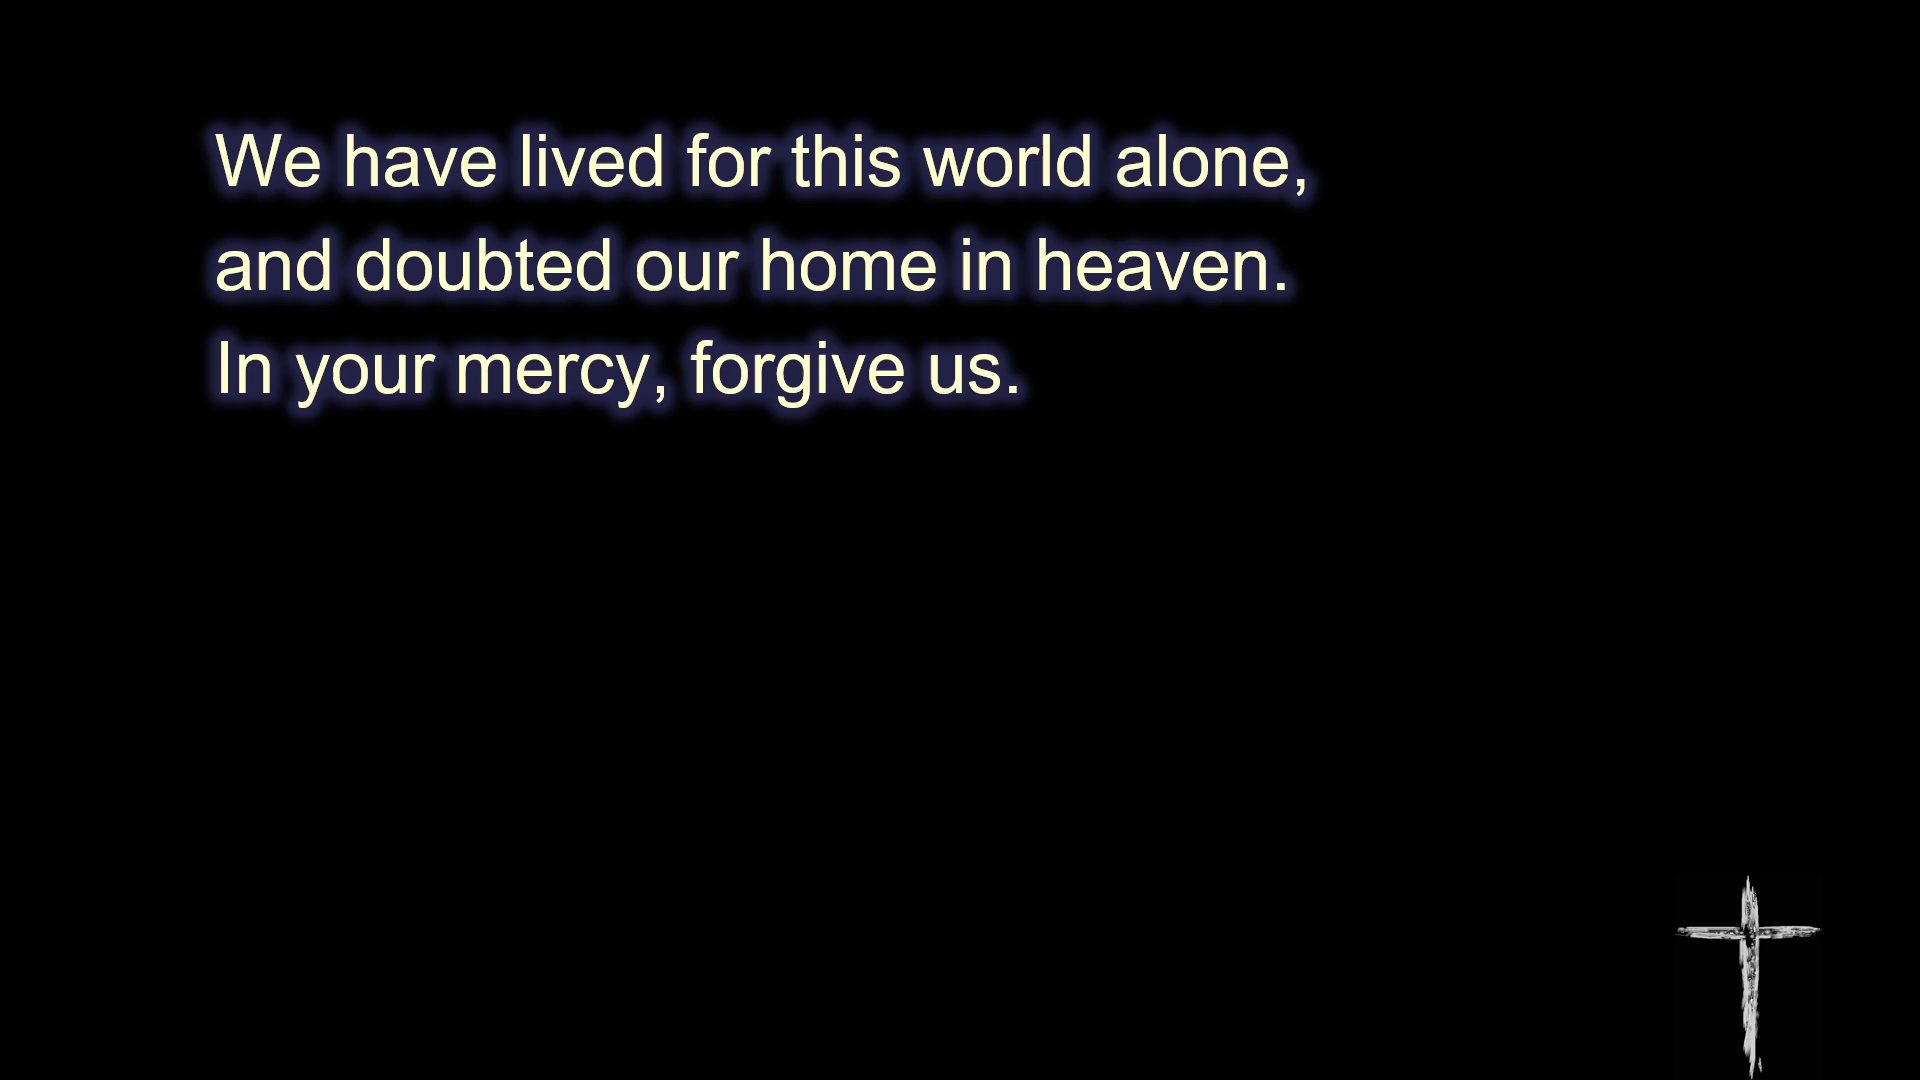 We have lived for this world alone,
and doubted our home in heaven.
In your mercy, forgive us.